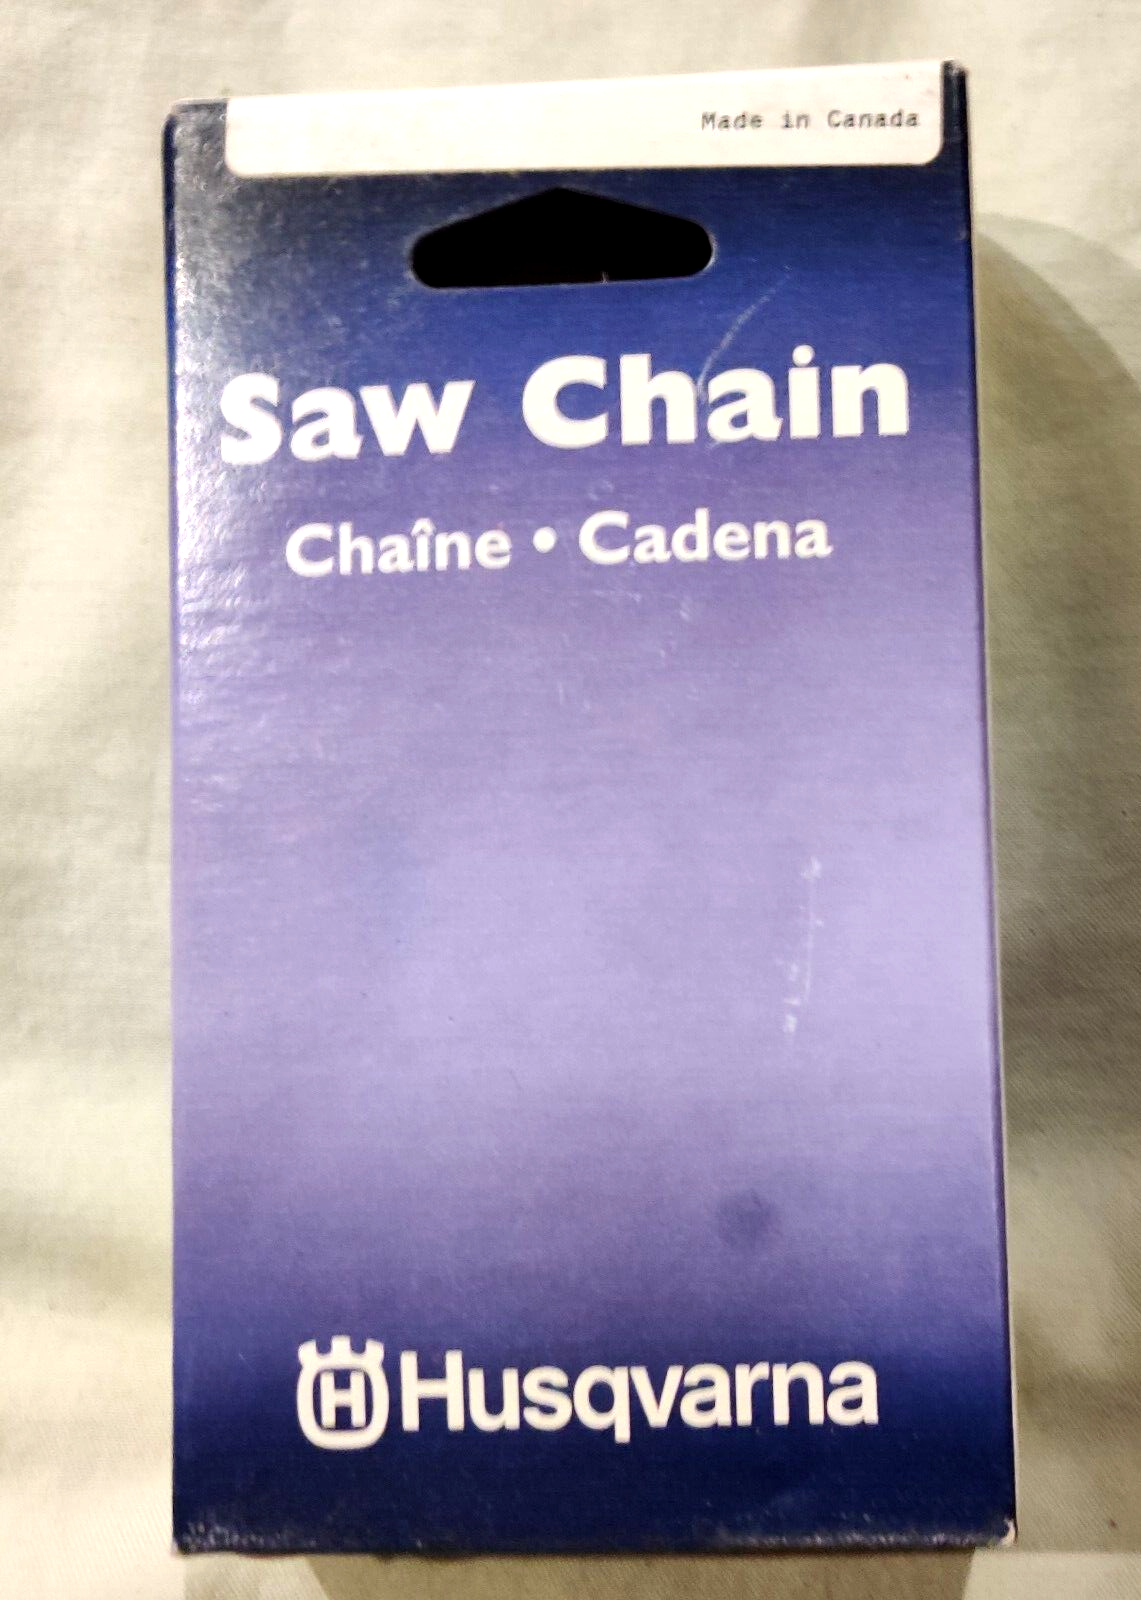 Made in Canada
Saw Chain
Chaîne • Cadena
H Husqvarna